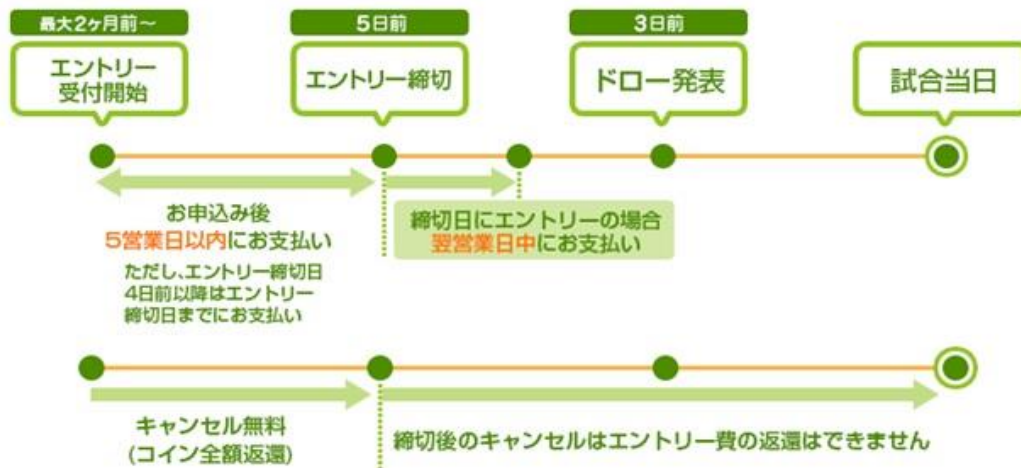 最大2ヶ月前～
5日前
3日前
エントリー
受付開始
エントリー締切
ドロー発表
試合当日
お申込み後
5営業日以内にお支払い
ただし、エントリー締切日
4日前以降はエントリー
締切日までにお支払い
締切日にエントリーの場合
翌営業日中にお支払い
キャンセル無料
(コイン全額返還)
締切後のキャンセルはエントリー費の返還はできません